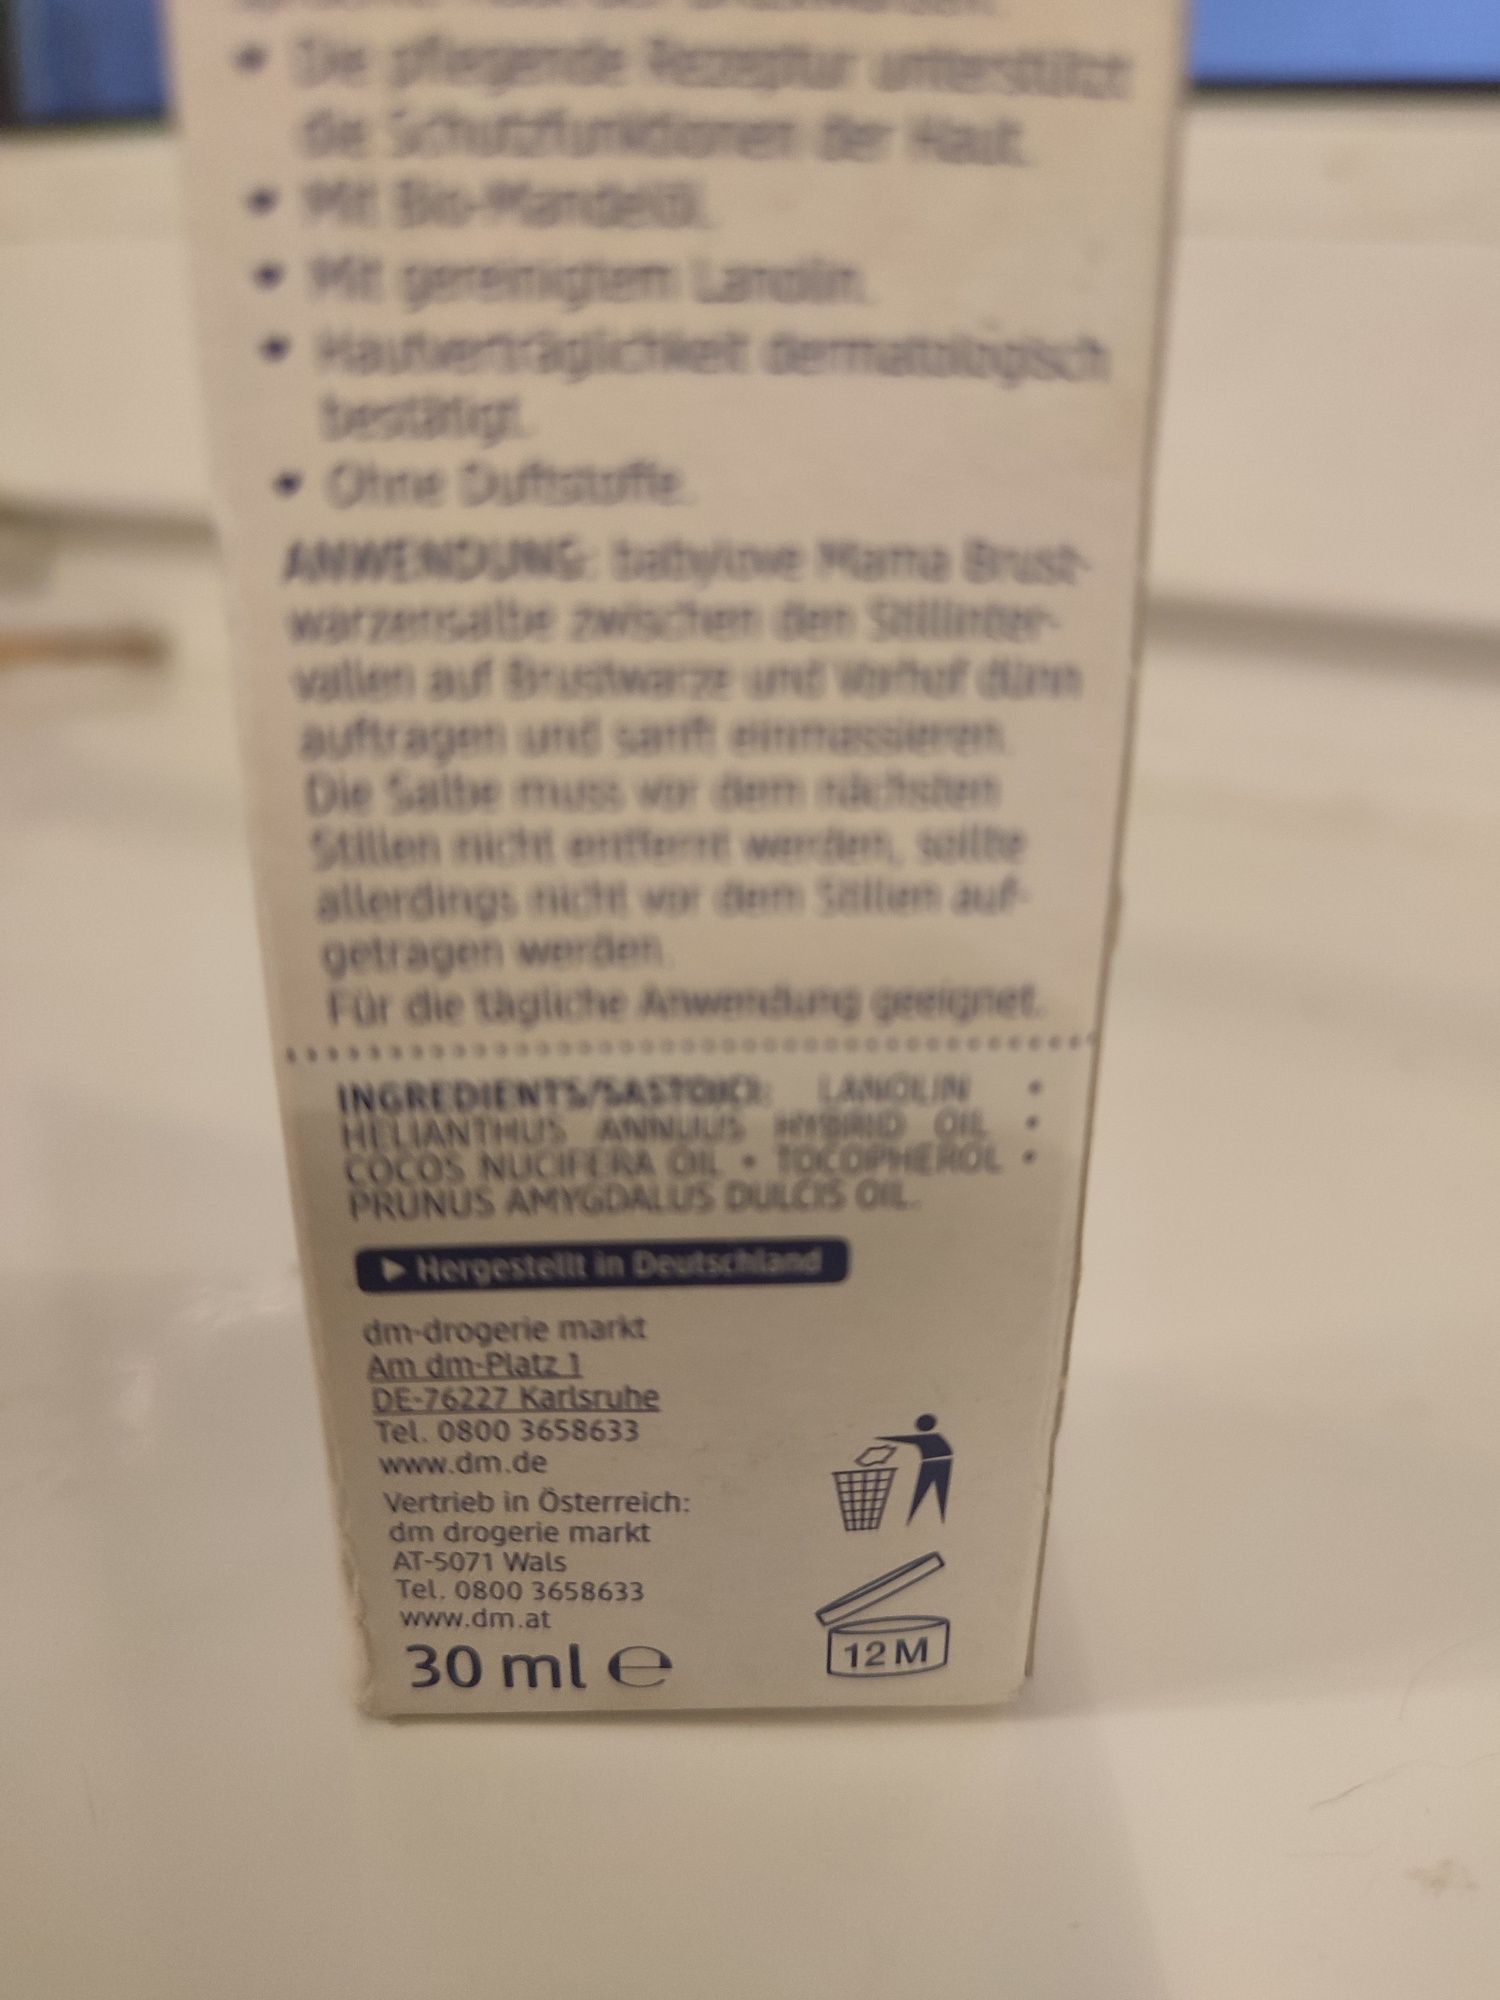 • Die pflegende Rezeptur unterstützt
die Schutzfunktionen der Haut.
• Mit Bio-Mandelöl.
• Mit gereinigtem Lanolin.
• Hautverträglichkeit dermatologisch
bestätigt.
• Ohne Duftstoffe.
ANWENDUNG: babylove Mama Brust-
warzensalbe zwischen den Stillinter-
vallen auf Brustwarze und Vorhof dünn
auftragen und sanft einmassieren.
Die Salbe muss vor dem nächsten
Stillen nicht entfernt werden, sollte
allerdings nicht vor dem Stillen auf-
getragen werden.
Für die tägliche Anwendung geeignet.
INGREDIENTS/SASTOJCI: LANOLIN •
HELIANTHUS ANNUUS HYBRID OIL •
COCOS NUCIFERA OIL • TOCOPHEROL •
PRUNUS AMYGDALUS DULCIS OIL.
▶ Hergestellt in Deutschland
dm-drogerie markt
Am dm-Platz 1
DE-76227 Karlsruhe
Tel. 0800 3658633
www.dm.de
Vertrieb in Österreich:
dm drogerie markt
AT-5071 Wals
Tel. 0800 3658633
www.dm.at
30 ml ℮
12 M